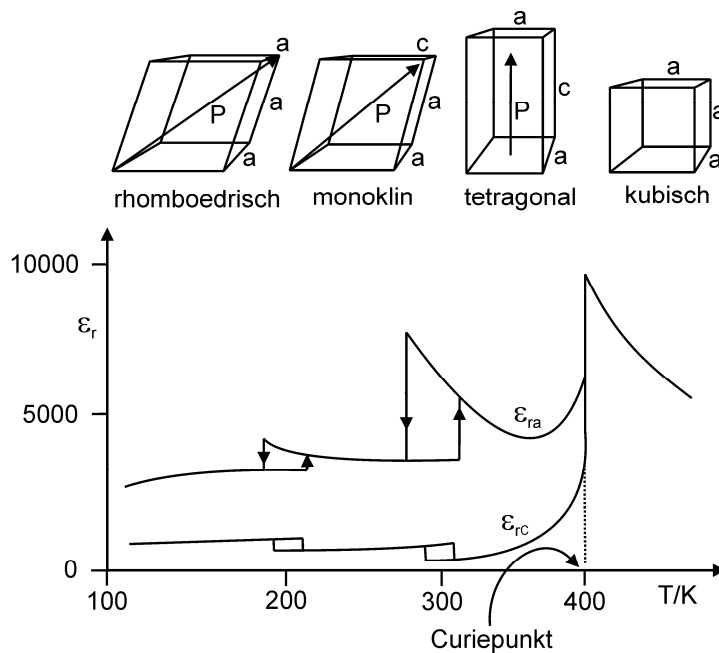 a c a a
a a c a
P P P
a a a a
rhomboedrisch monoklin tetragonal kubisch
10000
εr
5000
εra
εrC
0
100 200 300 400 T/K
Curiepunkt